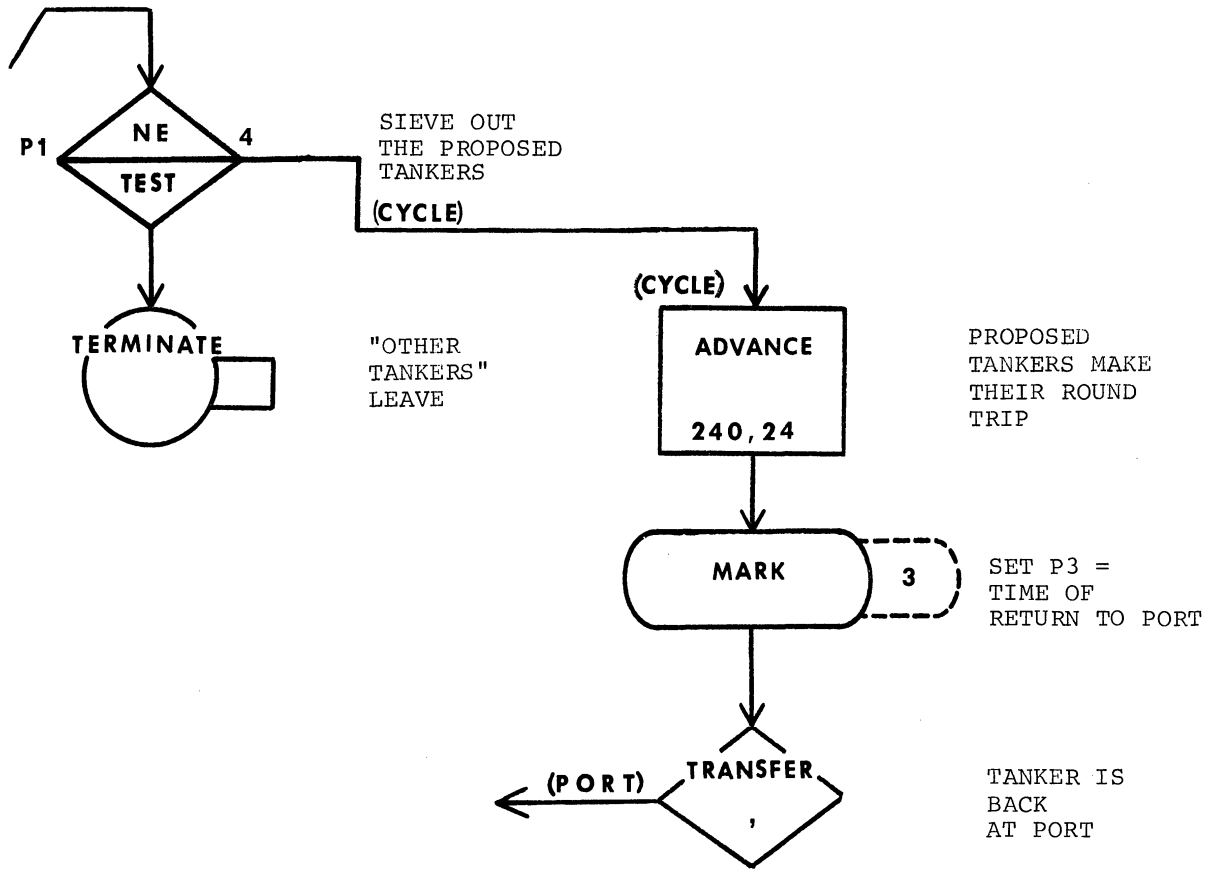 P1
NE
4
TEST
SIEVE OUT
THE PROPOSED
TANKERS
(CYCLE)
TERMINATE
"OTHER
TANKERS"
LEAVE
(CYCLE)
ADVANCE
240,24
PROPOSED
TANKERS MAKE
THEIR ROUND
TRIP
MARK
3
SET P3 =
TIME OF
RETURN TO PORT
(PORT)
TRANSFER
,
TANKER IS
BACK
AT PORT